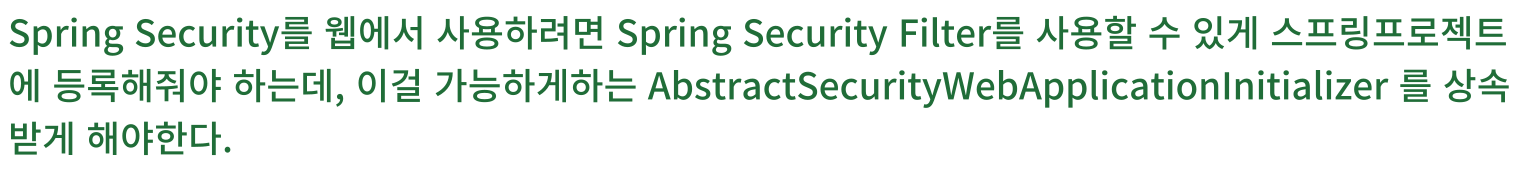 Spring Security를 웹에서 사용하려면 Spring Security Filter를 사용할 수 있게 스프링프로젝트
에 등록해줘야 하는데, 이걸 가능하게하는 AbstractSecurityWebApplicationInitializer 를 상속
받게 해야한다.